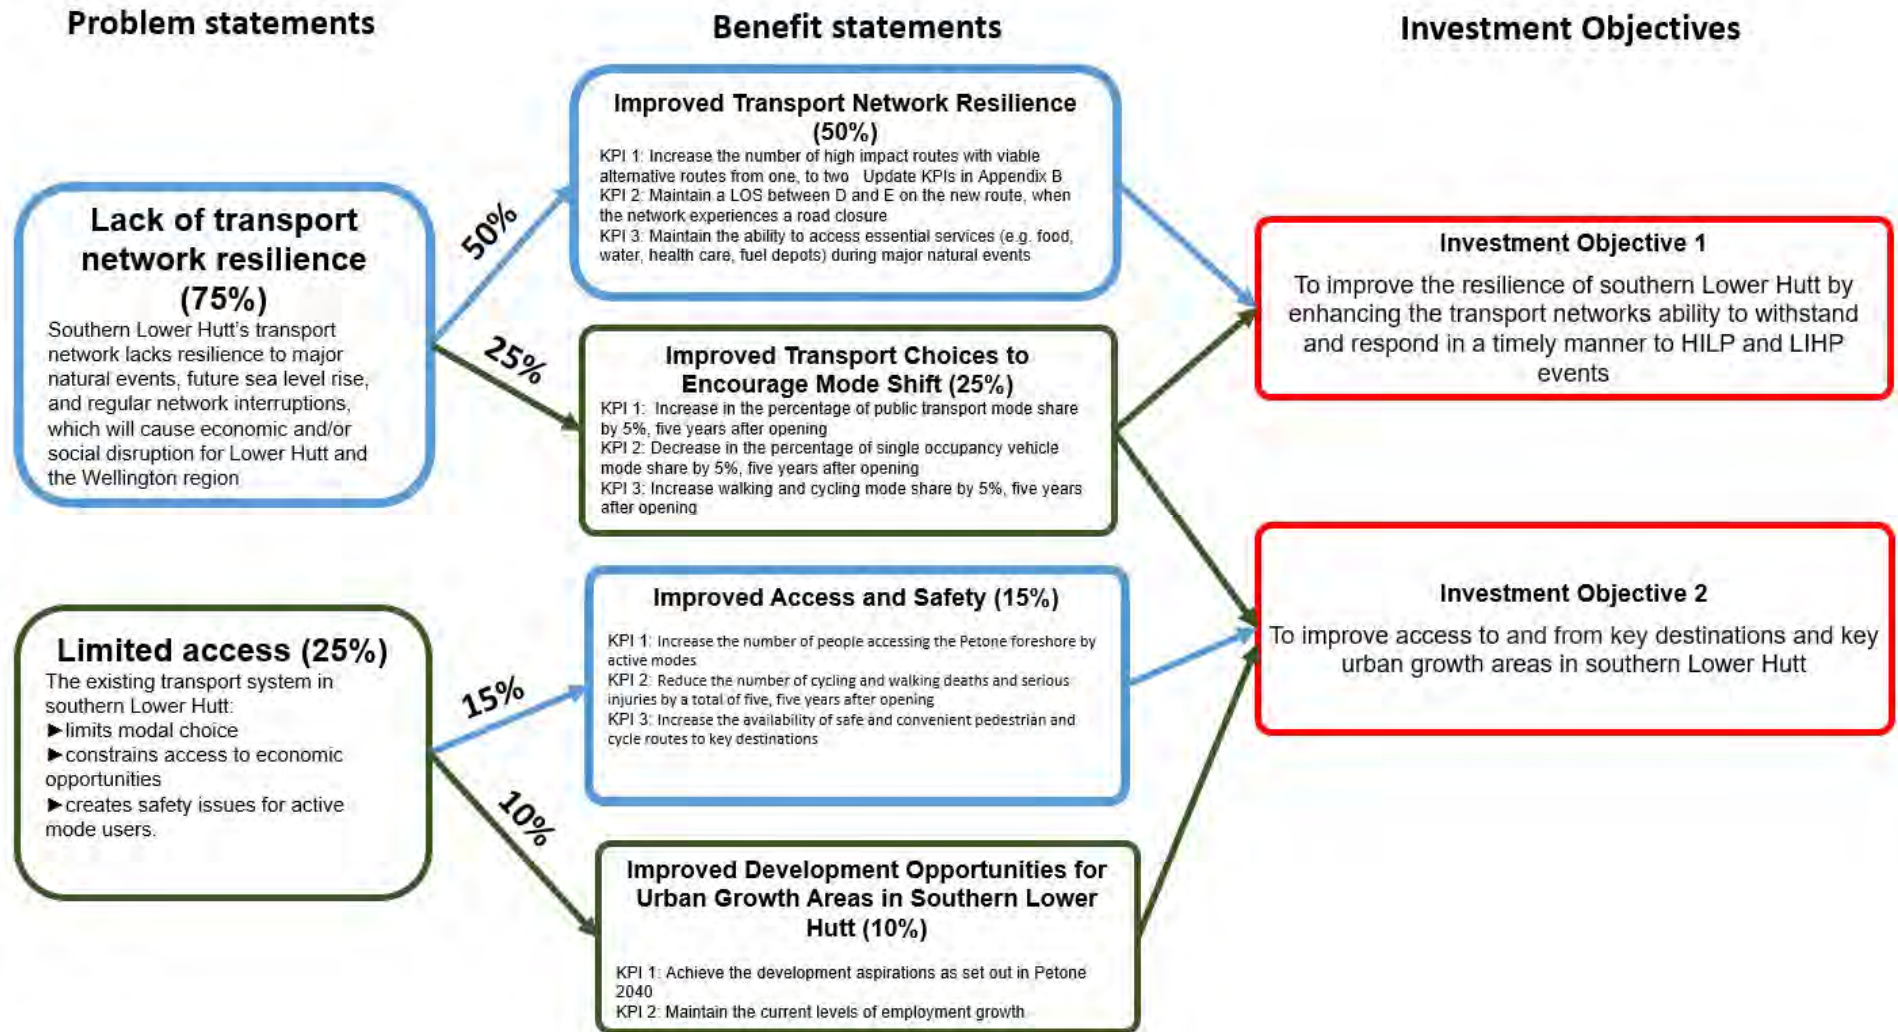 Problem statements
Benefit statements
Investment Objectives
Lack of transport
network resilience
(75%)
Southern Lower Hutt's transport
network lacks resilience to major
natural events, future sea level rise,
and regular network interruptions,
which will cause economic and/or
social disruption for Lower Hutt and
the Wellington region
Limited access (25%)
The existing transport system in
southern Lower Hutt:
►limits modal choice
►constrains access to economic
opportunities
►creates safety issues for active
mode users.
50%
25%
15%
10%
Improved Transport Network Resilience
(50%)
KPI 1: Increase the number of high impact routes with viable
alternative routes from one, to two Update KPIs in Appendix B
KPI 2: Maintain a LOS between D and E on the new route, when
the network experiences a road closure
KPI 3: Maintain the ability to access essential services (e.g. food,
water, health care, fuel depots) during major natural events
Improved Transport Choices to
Encourage Mode Shift (25%)
KPI 1: Increase in the percentage of public transport mode share
by 5%, five years after opening
KPI 2: Decrease in the percentage of single occupancy vehicle
mode share by 5%, five years after opening
KPI 3: Increase walking and cycling mode share by 5%, five years
after opening
Improved Access and Safety (15%)
KPI 1: Increase the number of people accessing the Petone foreshore by
active modes
KPI 2: Reduce the number of cycling and walking deaths and serious
injuries by a total of five, five years after opening
KPI 3: Increase the availability of safe and convenient pedestrian and
cycle routes to key destinations
Improved Development Opportunities for
Urban Growth Areas in Southern Lower
Hutt (10%)
KPI 1: Achieve the development aspirations as set out in Petone
2040
KPI 2: Maintain the current levels of employment growth
Investment Objective 1
To improve the resilience of southern Lower Hutt by
enhancing the transport networks ability to withstand
and respond in a timely manner to HILP and LIHP
events
Investment Objective 2
To improve access to and from key destinations and key
urban growth areas in southern Lower Hutt